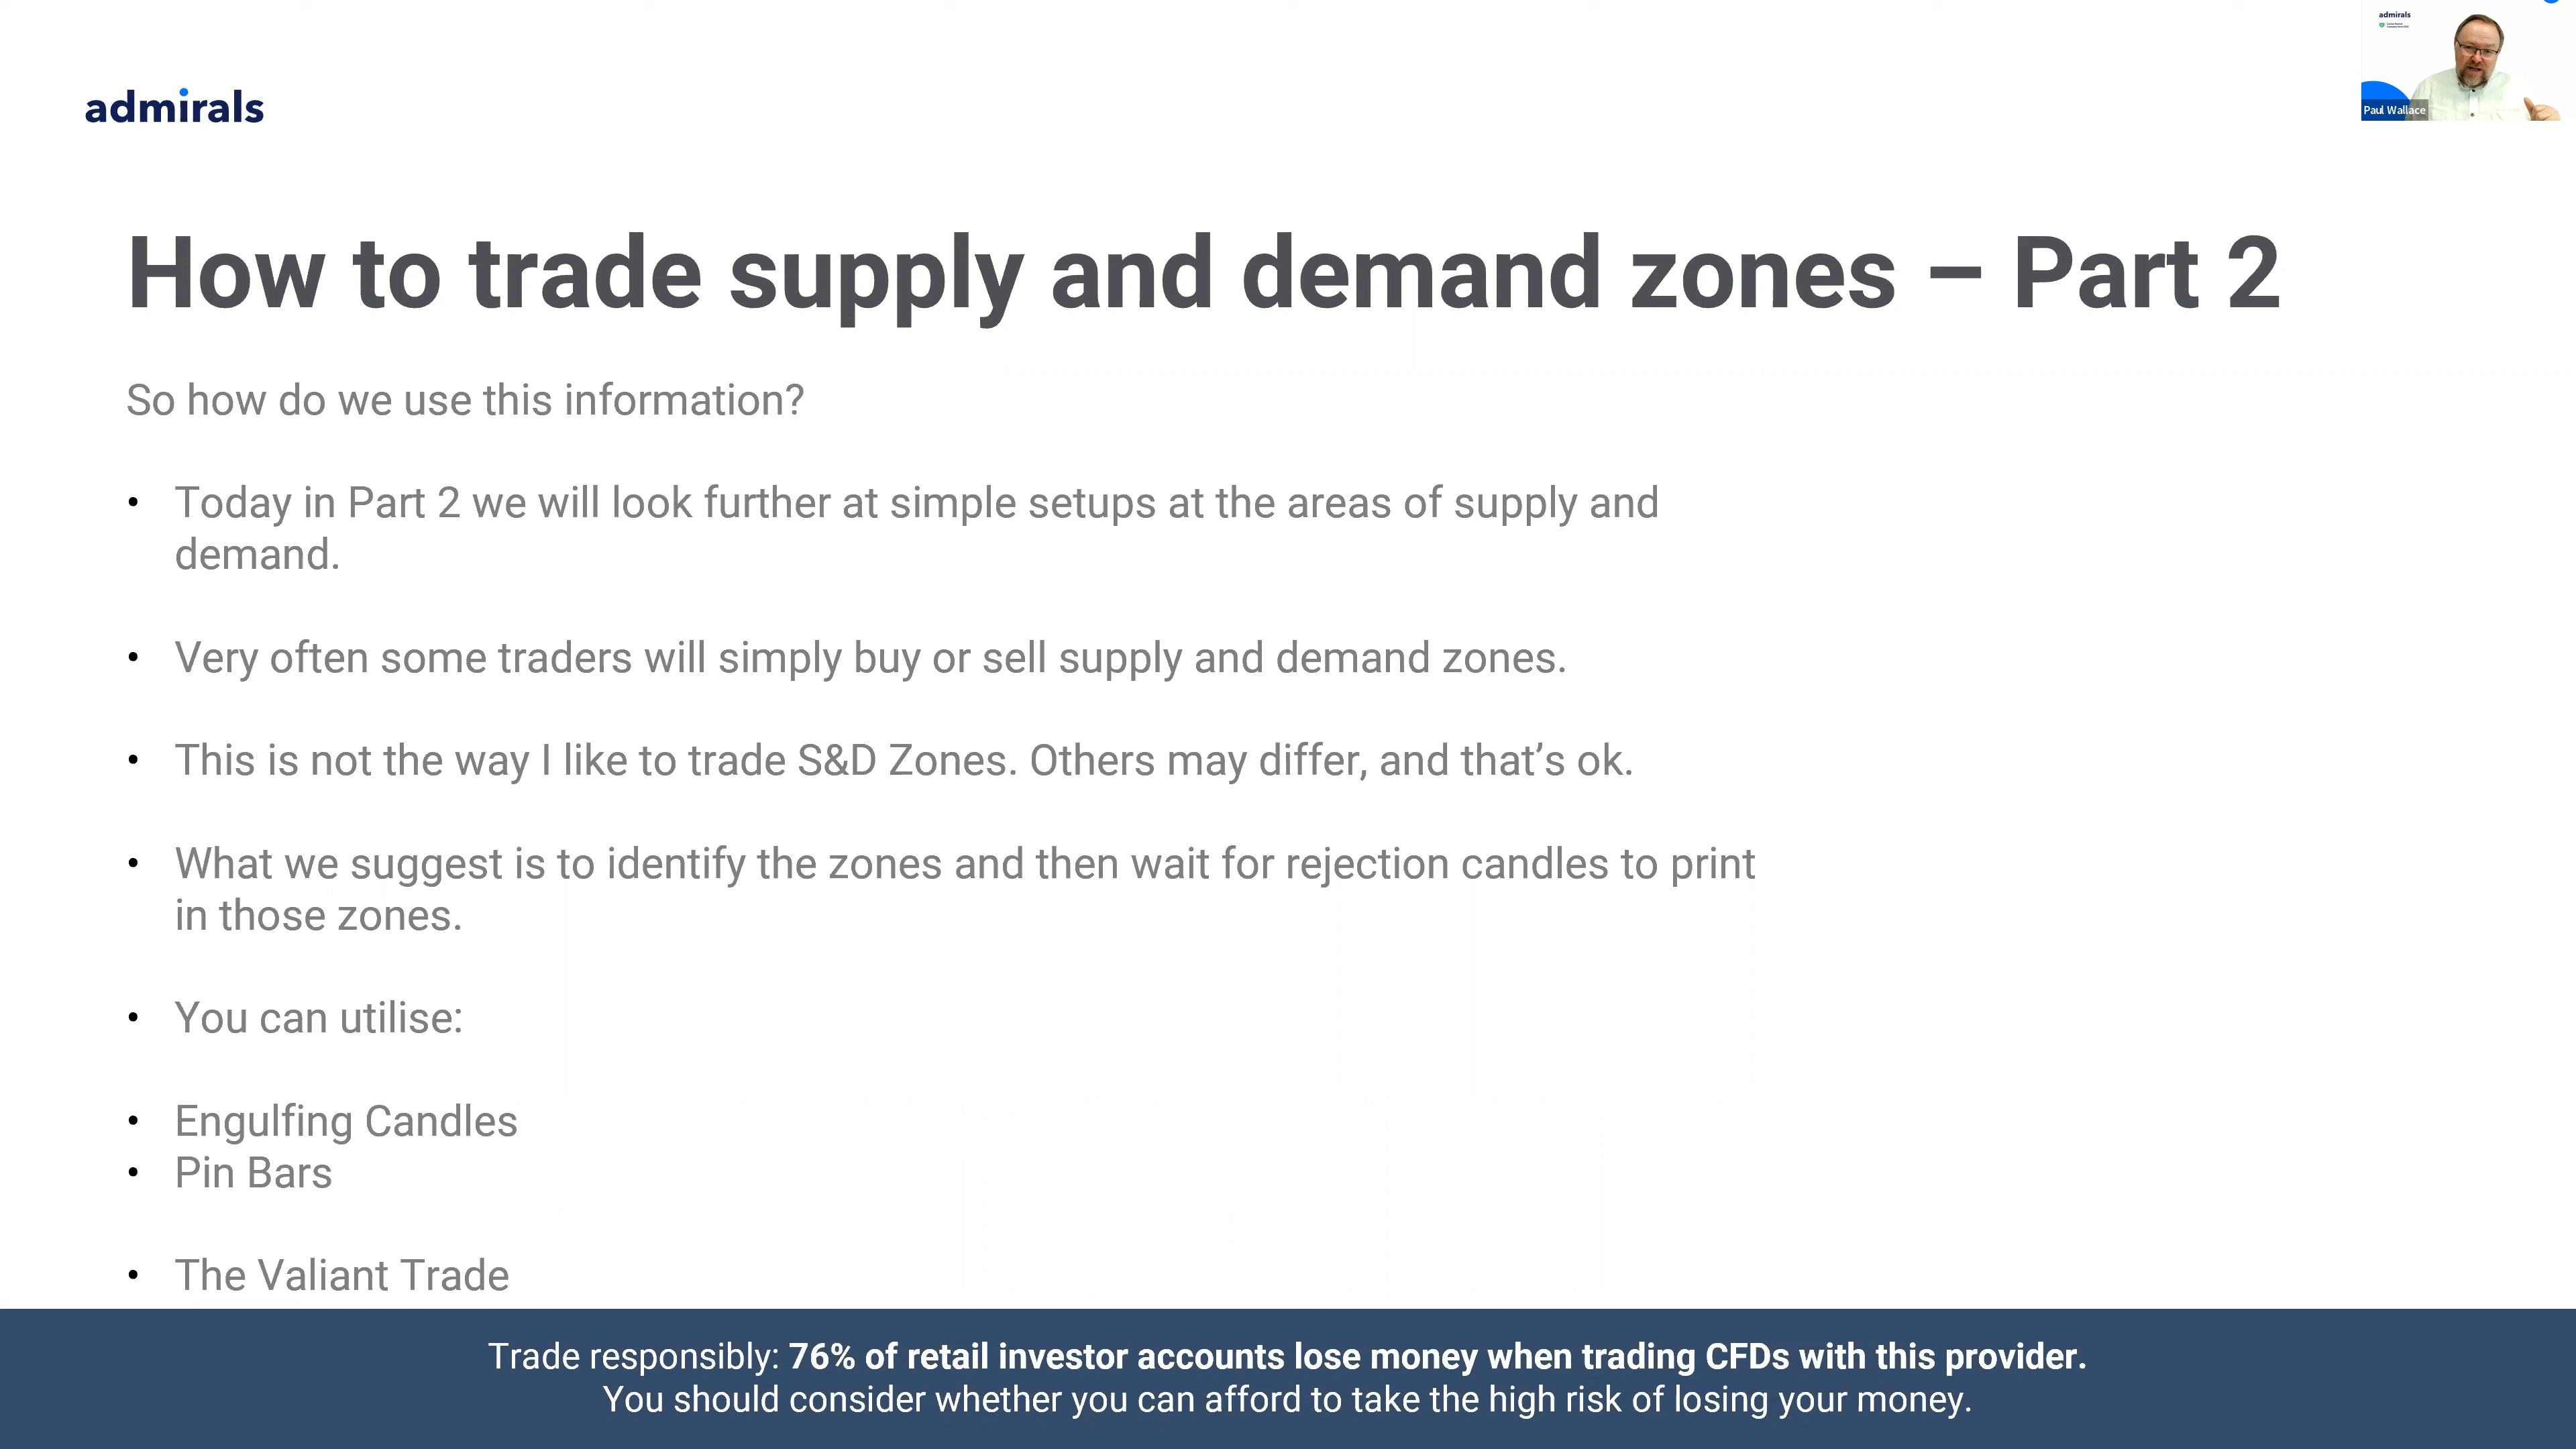 admirals
Paul Wallace
admirals
How to trade supply and demand zones – Part 2
So how do we use this information?
• Today in Part 2 we will look further at simple setups at the areas of supply and
demand.
• Very often some traders will simply buy or sell supply and demand zones.
• This is not the way I like to trade S&D Zones. Others may differ, and that’s ok.
• What we suggest is to identify the zones and then wait for rejection candles to print
in those zones.
• You can utilise:
• Engulfing Candles
• Pin Bars
• The Valiant Trade
Trade responsibly: 76% of retail investor accounts lose money when trading CFDs with this provider.
You should consider whether you can afford to take the high risk of losing your money.